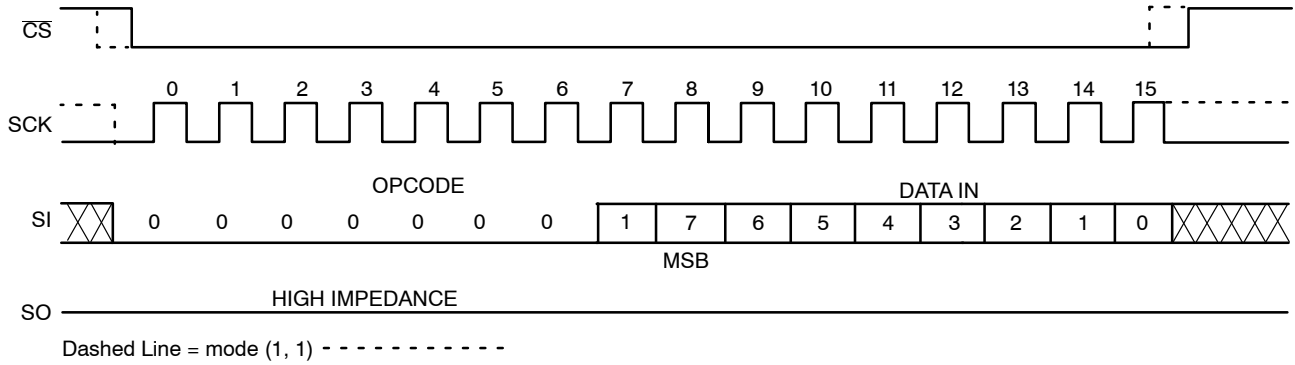 CS
0 1 2 3 4 5 6 7 8 9 10 11 12 13 14 15
SCK
OPCODE DATA IN
SI 0 0 0 0 0 0 0 1 7 6 5 4 3 2 1 0
MSB
HIGH IMPEDANCE
SO
Dashed Line = mode (1, 1)